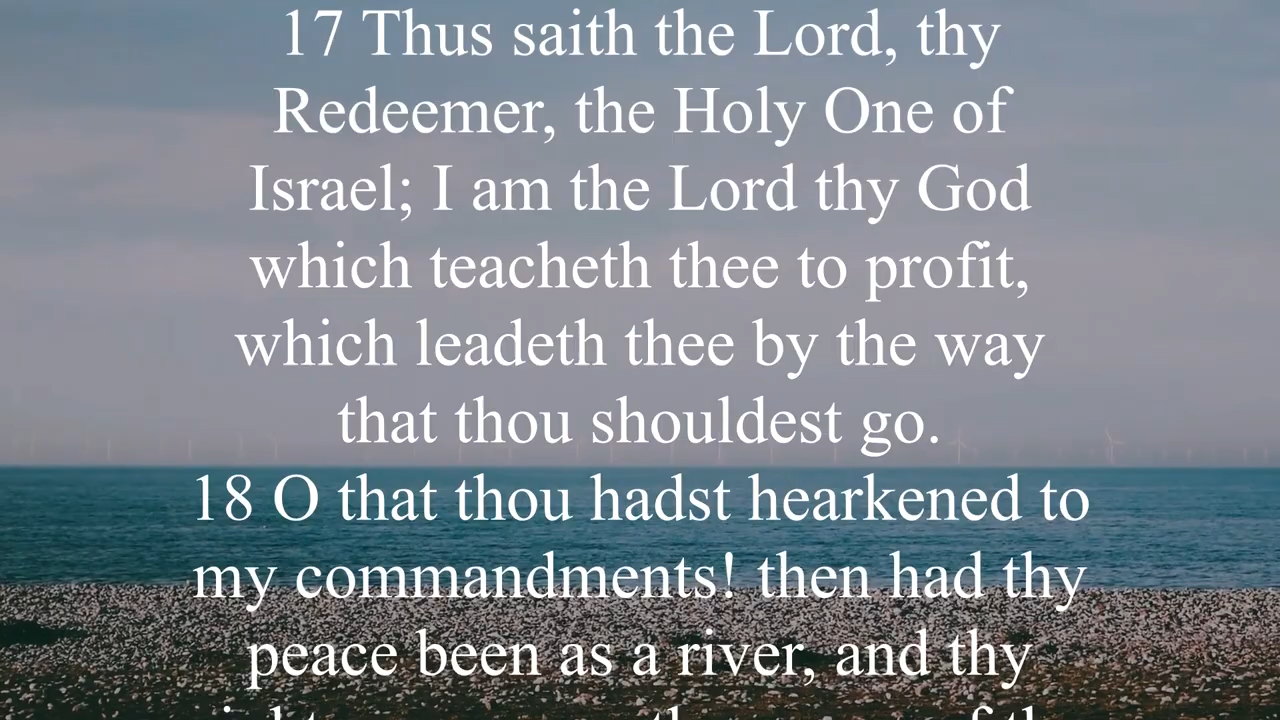 17 Thus saith the Lord, thy
Redeemer, the Holy One of
Israel; I am the Lord thy God
which teacheth thee to profit,
which leadeth thee by the way
that thou shouldest go.
18 O that thou hadst hearkened to
my commandments! then had thy
peace been as a river, and thy